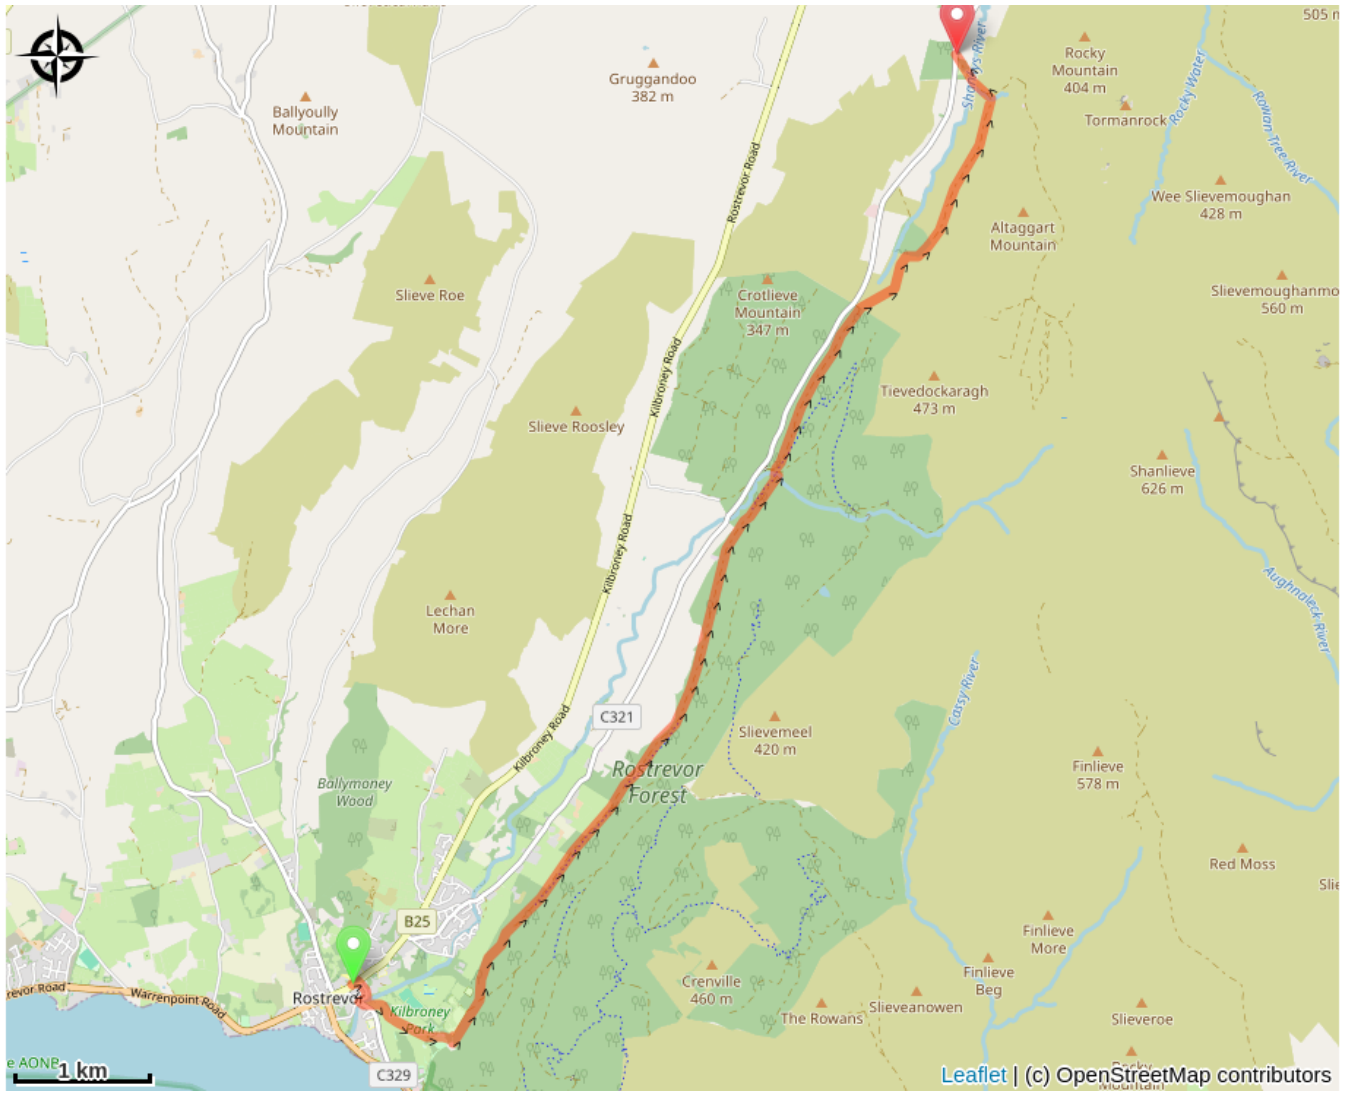 505 m
Rocky
Mountain
404 m
Gruggandoo
382 m
Ballyoully
Mountain
Tormanrock
Rocky Water
Rowan Tree River
Rostrevor Road
Wee Slievemoughan
428 m
Altaggart
Mountain
Slieve Roe
Crotlieve
Mountain
347 m
Slievemoughanmo
560 m
Kilbroney Road
Tievedockaragh
473 m
Slieve Roosley
Shanlieve
626 m
Kilbroney Road
Aughnaleck River
Lechan
More
Cassy River
C321
Kilbroney Road
Slievemeel
420 m
Finlieve
578 m
Rostrevor
Forest
Ballymoney
Wood
Red Moss
Slie
B25
Finlieve
More
Finlieve
Beg
Crenville
460 m
revor Road
Warrenpoint Road
Rostrevor
Kilbroney
Park
The Rowans
Slieveanowen
Slieveroe
e AONB
1 km
C329
Rocky
Mountain
Leaflet | (c) OpenStreetMap contributors